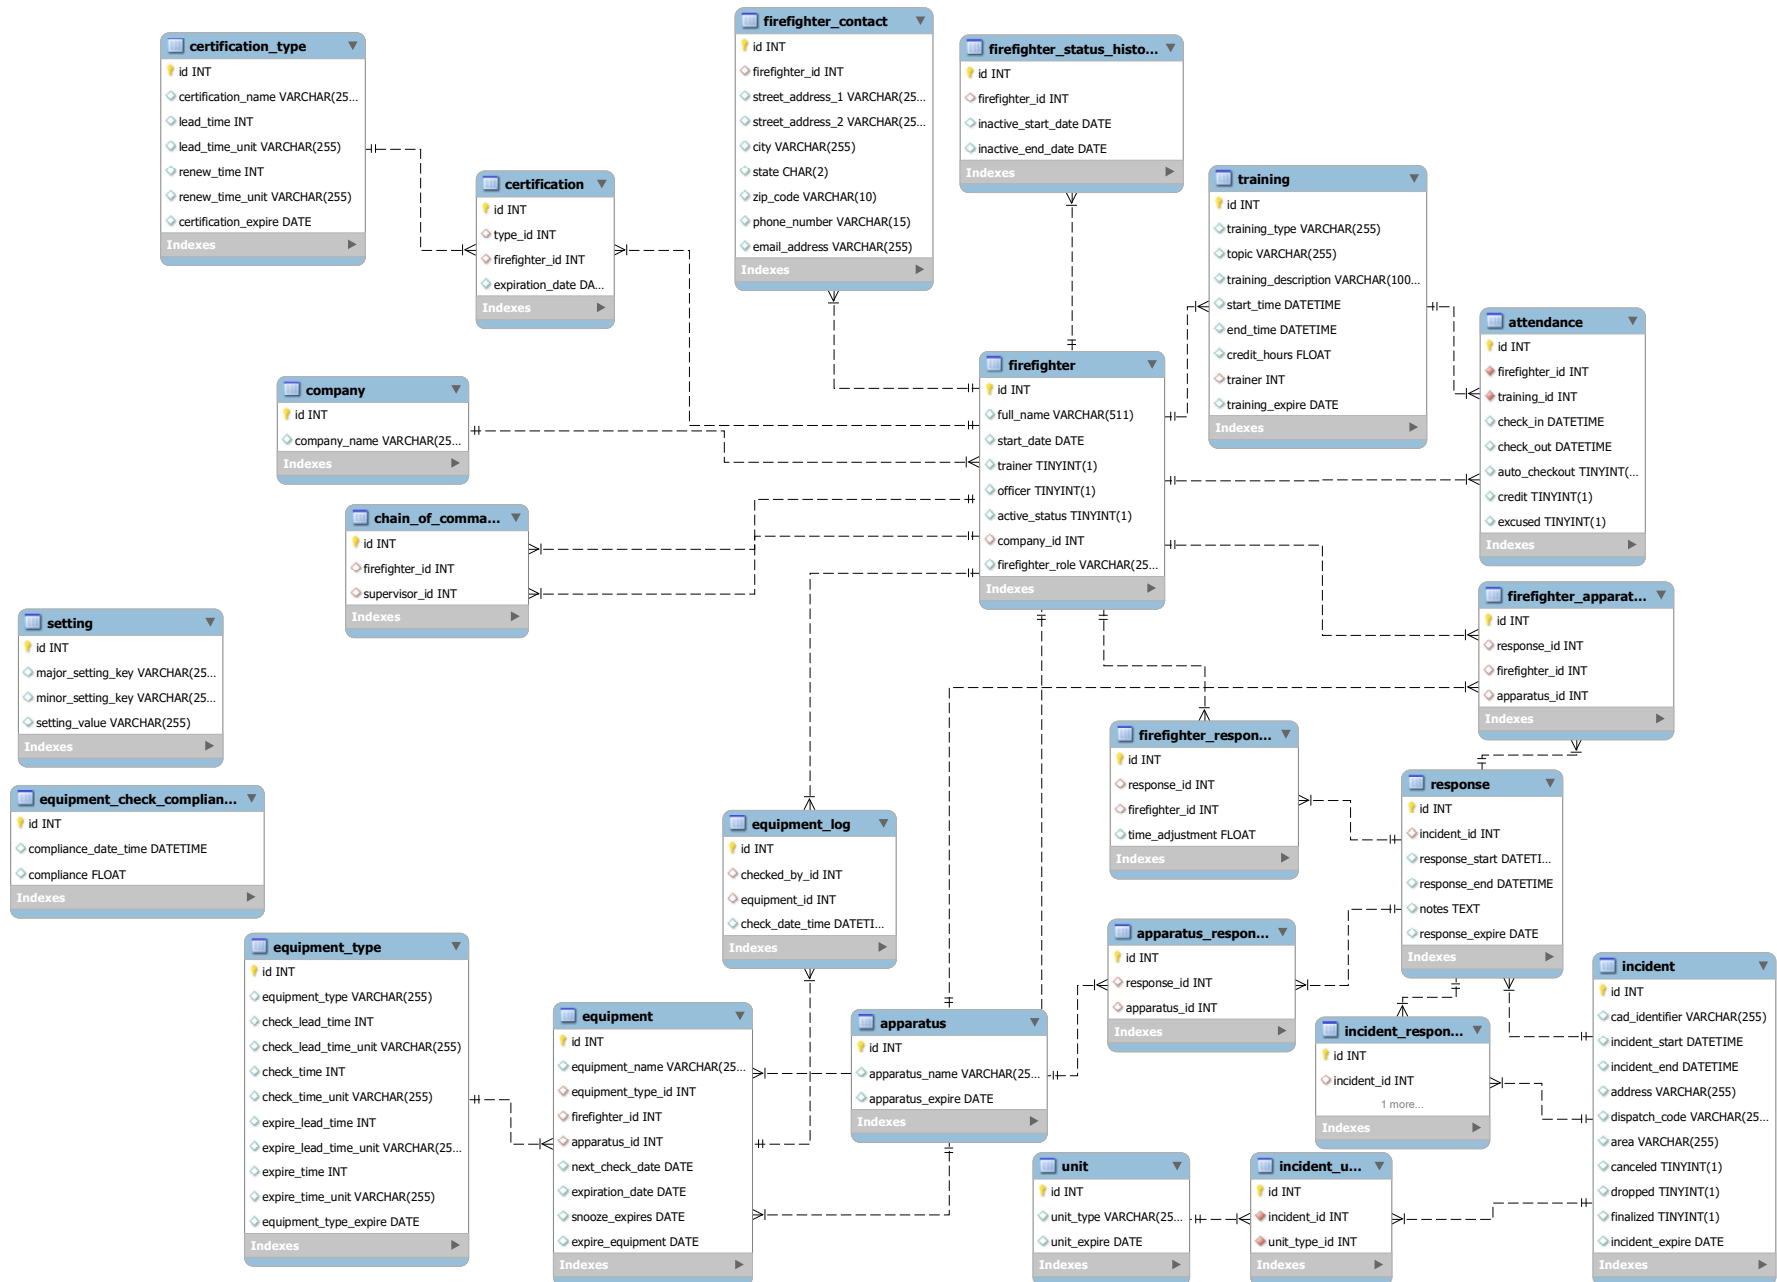 certification_type
id INT
certification_name VARCHAR(25...
lead_time INT
lead_time_unit VARCHAR(255)
renew_time INT
renew_time_unit VARCHAR(255)
certification_expire DATE
Indexes
certification
id INT
type_id INT
firefighter_id INT
expiration_date DA...
Indexes
firefighter_contact
id INT
firefighter_id INT
street_address_1 VARCHAR(25...
street_address_2 VARCHAR(25...
city VARCHAR(255)
state CHAR(2)
zip_code VARCHAR(10)
phone_number VARCHAR(15)
email_address VARCHAR(255)
Indexes
firefighter_status_histo...
id INT
firefighter_id INT
inactive_start_date DATE
inactive_end_date DATE
Indexes
training
id INT
training_type VARCHAR(255)
topic VARCHAR(255)
training_description VARCHAR(100...
start_time DATETIME
end_time DATETIME
credit_hours FLOAT
trainer INT
training_expire DATE
Indexes
attendance
id INT
firefighter_id INT
training_id INT
check_in DATETIME
check_out DATETIME
auto_checkout TINYINT(...
credit TINYINT(1)
excused TINYINT(1)
Indexes
company
id INT
company_name VARCHAR(25...
Indexes
firefighter
id INT
full_name VARCHAR(511)
start_date DATE
trainer TINYINT(1)
officer TINYINT(1)
active_status TINYINT(1)
company_id INT
firefighter_role VARCHAR(25...
Indexes
chain_of_comma...
id INT
firefighter_id INT
supervisor_id INT
Indexes
firefighter_apparat...
id INT
response_id INT
firefighter_id INT
apparatus_id INT
Indexes
setting
id INT
major_setting_key VARCHAR(25...
minor_setting_key VARCHAR(25...
setting_value VARCHAR(255)
Indexes
equipment_check_complian...
id INT
compliance_date_time DATETIME
compliance FLOAT
Indexes
equipment_log
id INT
checked_by_id INT
equipment_id INT
check_date_time DATETI...
Indexes
firefighter_respon...
id INT
response_id INT
firefighter_id INT
time_adjustment FLOAT
Indexes
response
id INT
incident_id INT
response_start DATETI...
response_end DATETIME
notes TEXT
response_expire DATE
Indexes
equipment_type
id INT
equipment_type VARCHAR(255)
check_lead_time INT
check_lead_time_unit VARCHAR(255)
check_time INT
check_time_unit VARCHAR(255)
expire_lead_time INT
expire_lead_time_unit VARCHAR(25...
expire_time INT
expire_time_unit VARCHAR(255)
equipment_type_expire DATE
Indexes
equipment
id INT
equipment_name VARCHAR(25...
equipment_type_id INT
firefighter_id INT
apparatus_id INT
next_check_date DATE
expiration_date DATE
snooze_expires DATE
expire_equipment DATE
Indexes
apparatus
id INT
apparatus_name VARCHAR(25...
apparatus_expire DATE
Indexes
apparatus_respon...
id INT
response_id INT
apparatus_id INT
Indexes
incident_respon...
id INT
incident_id INT
1 more...
Indexes
incident
id INT
cad_identifier VARCHAR(255)
incident_start DATETIME
incident_end DATETIME
address VARCHAR(255)
dispatch_code VARCHAR(25...
area VARCHAR(255)
canceled TINYINT(1)
dropped TINYINT(1)
finalized TINYINT(1)
incident_expire DATE
Indexes
unit
id INT
unit_type VARCHAR(25...
unit_expire DATE
Indexes
incident_u...
id INT
incident_id INT
unit_type_id INT
Indexes